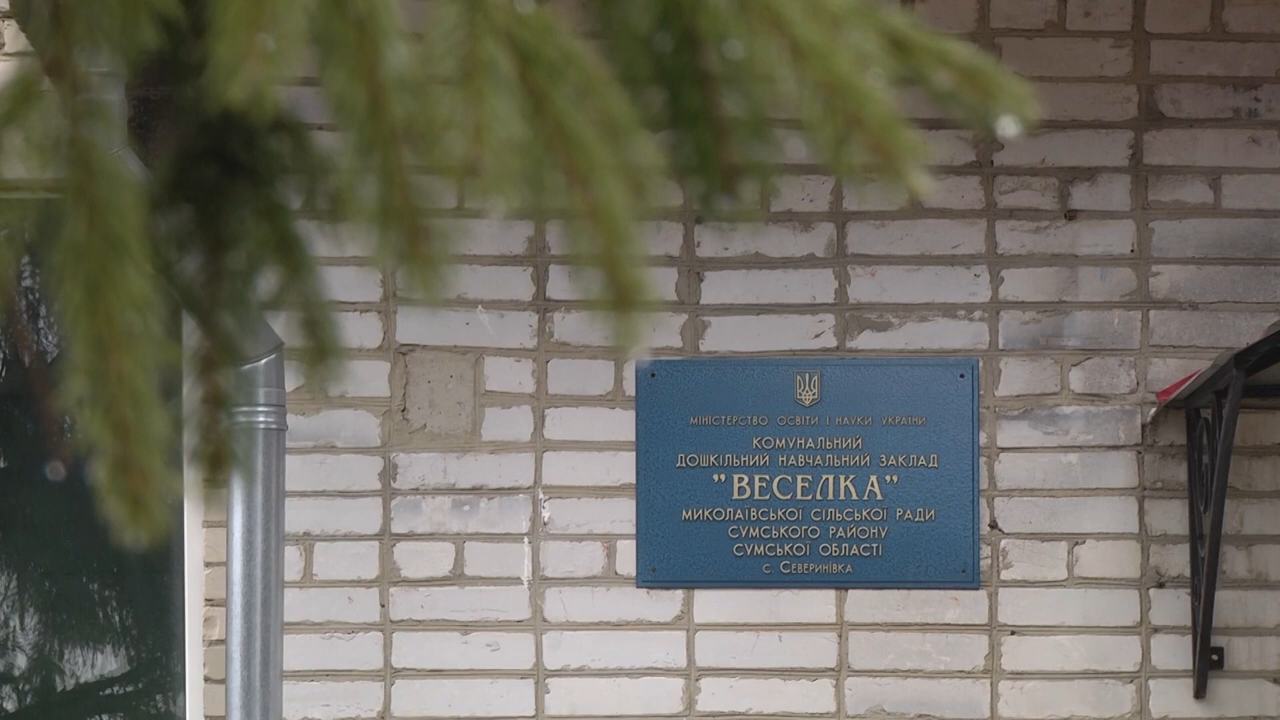 МІНІСТЕРСТВО ОСВІТИ І НАУКИ УКРАЇНИ
КОМУНАЛЬНИЙ
ДОШКІЛЬНИЙ НАВЧАЛЬНИЙ ЗАКЛАД
"ВЕСЕЛКА"
МИКОЛАЇВСЬКОЇ СІЛЬСЬКОЇ РАДИ
СУМСЬКОГО РАЙОНУ
СУМСЬКОЇ ОБЛАСТІ
С. СЕВЕРИНІВКА